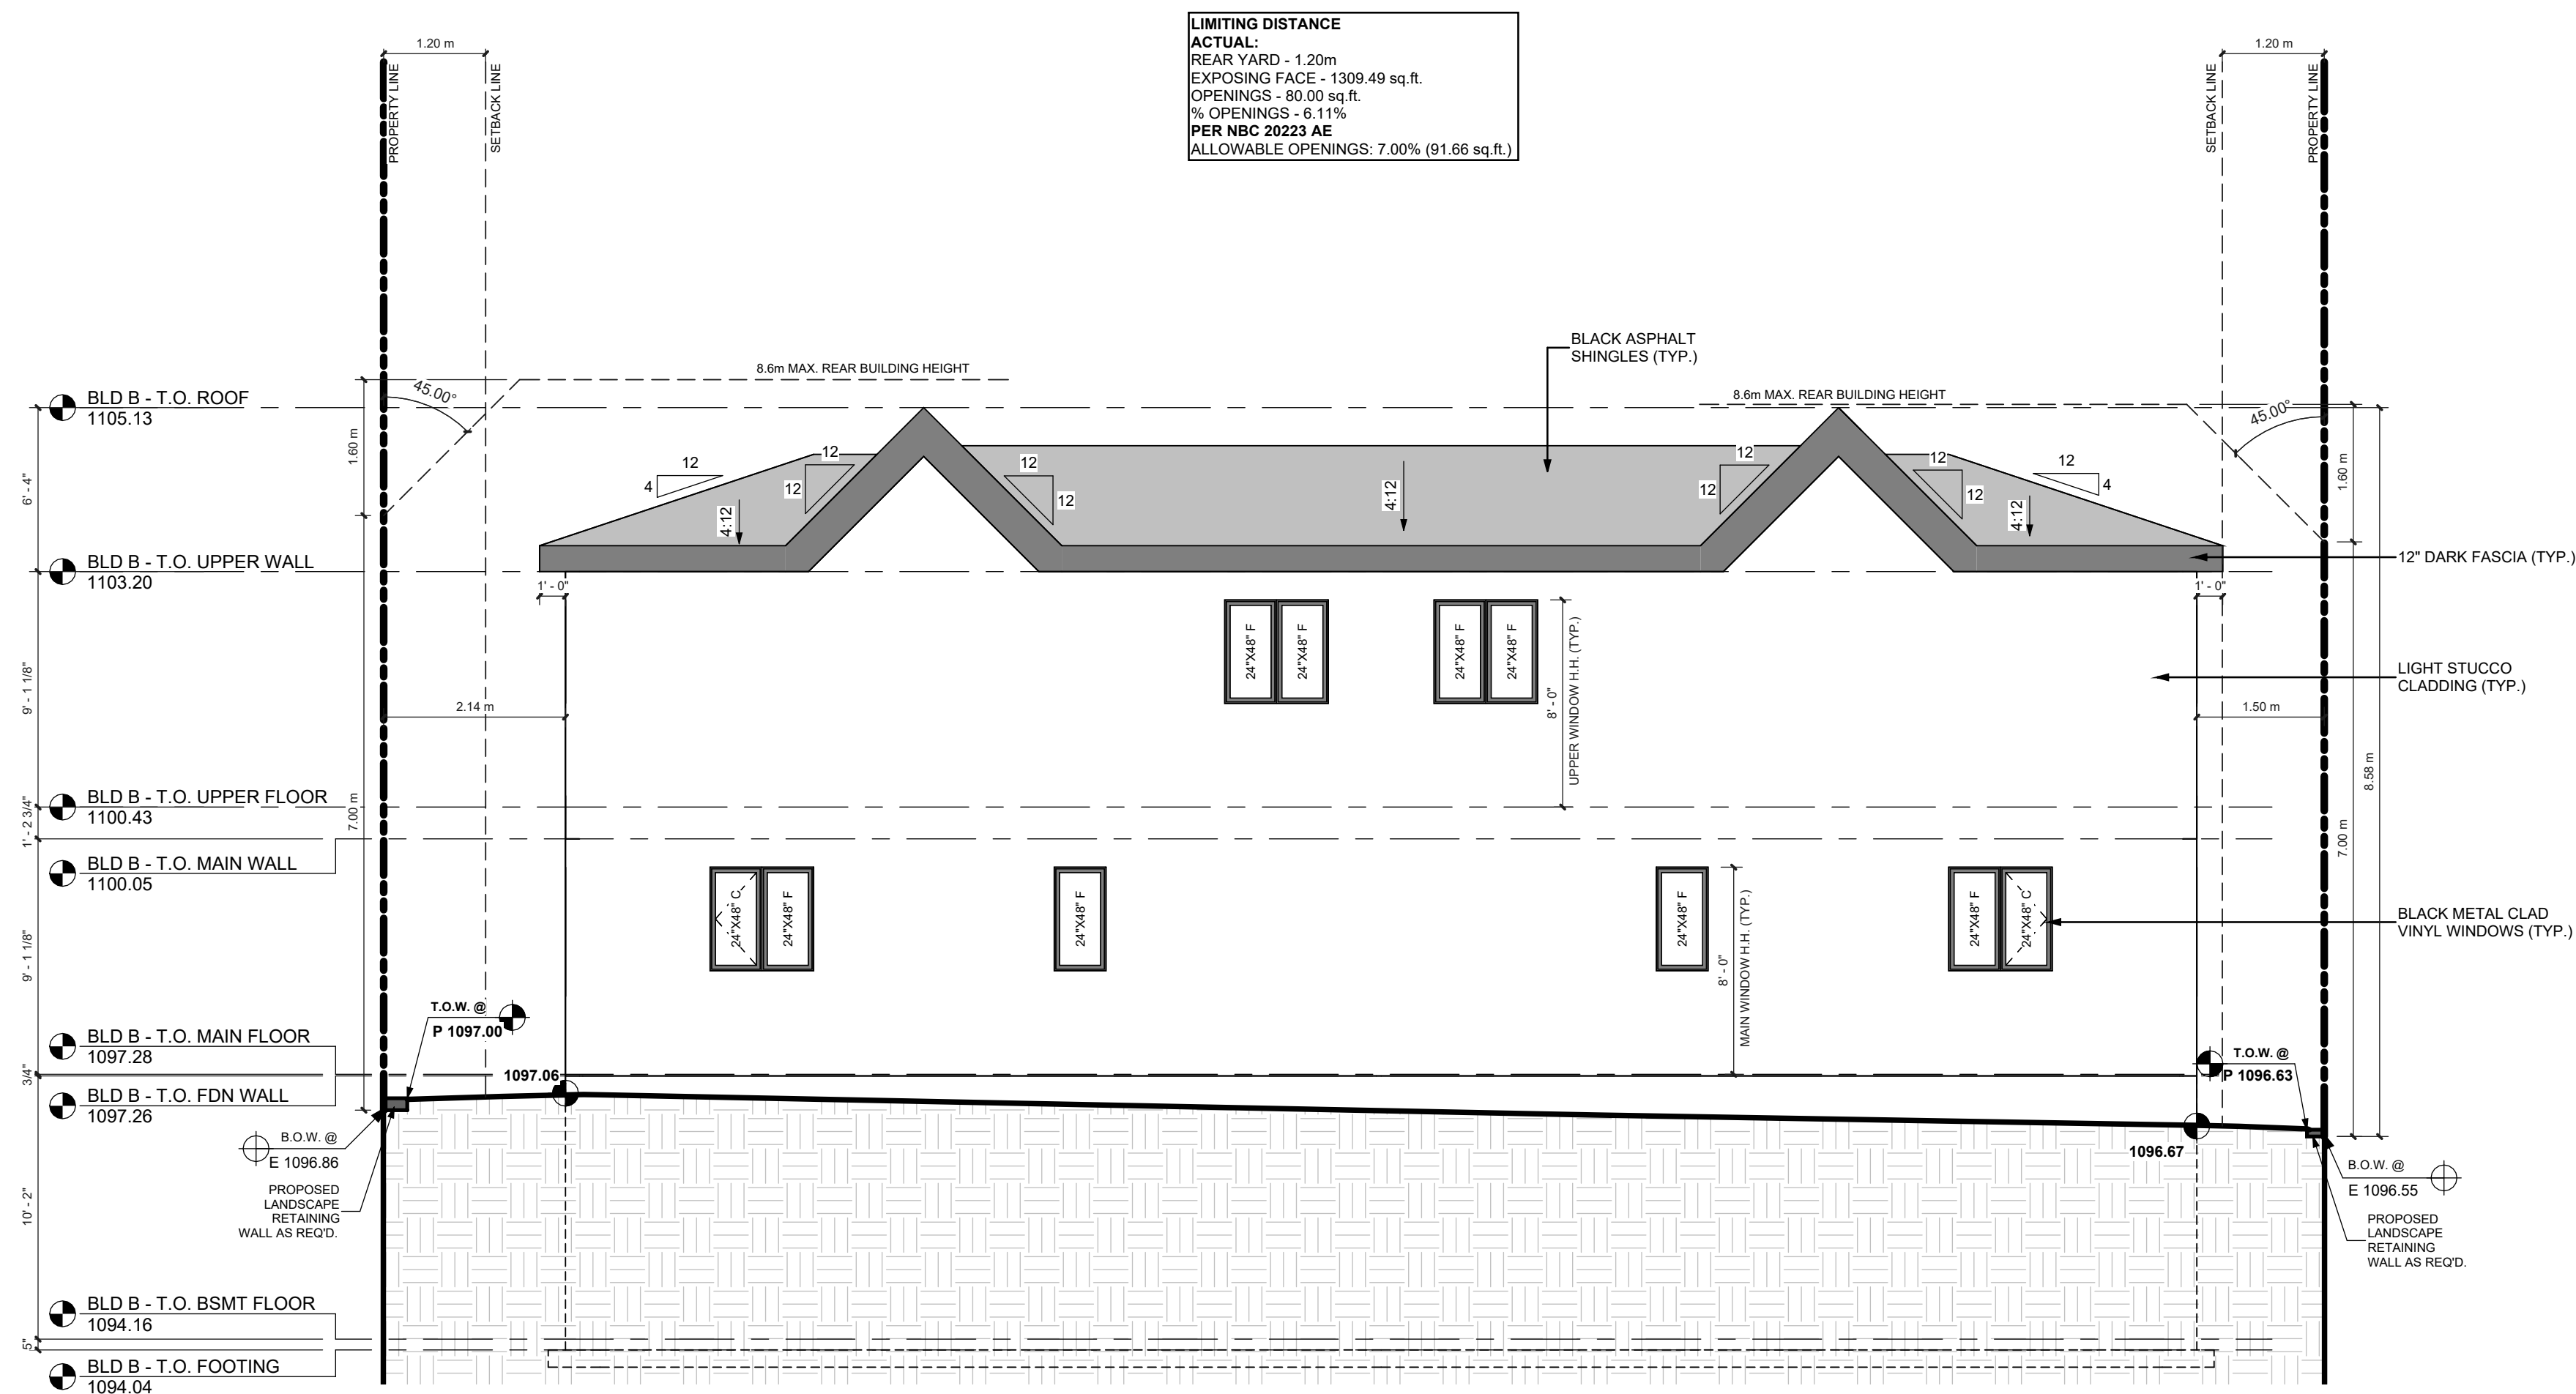 LIMITING DISTANCE
ACTUAL:
REAR YARD - 1.20m
EXPOSING FACE - 1309.49 sq.ft.
OPENINGS - 80.00 sq.ft.
% OPENINGS - 6.11%
PER NBC 20223 AE
ALLOWABLE OPENINGS: 7.00% (91.66 sq.ft.)
1.20 m
PROPERTY LINE
SETBACK LINE
1.20 m
SETBACK LINE
PROPERTY LINE
BLACK ASPHALT
SHINGLES (TYP.)
8.6m MAX. REAR BUILDING HEIGHT
8.6m MAX. REAR BUILDING HEIGHT
45.00°
45.00°
BLD B - T.O. ROOF
1105.13
1.60 m
1.60 m
6' - 4"
12
4
12
12
12
12
4:12
4:12
12
12
12
12
12
4
4:12
BLD B - T.O. UPPER WALL
1103.20
12" DARK FASCIA (TYP.)
1' - 0"
1' - 0"
24"X48" F
24"X48" F
24"X48" F
24"X48" F
8' - 0"
UPPER WINDOW H.H. (TYP.)
9' - 1 1/8"
LIGHT STUCCO
CLADDING (TYP.)
2.14 m
1.50 m
8.58 m
7.00 m
7.00 m
BLD B - T.O. UPPER FLOOR
1100.43
1' - 2 3/4"
BLD B - T.O. MAIN WALL
1100.05
24"X48" C
24"X48" F
24"X48" F
24"X48" F
24"X48" F
24"X48" C
8' - 0"
MAIN WINDOW H.H. (TYP.)
9' - 1 1/8"
BLACK METAL CLAD
VINYL WINDOWS (TYP.)
T.O.W. @
P 1097.00
BLD B - T.O. MAIN FLOOR
1097.28
3/4"
1097.06
T.O.W. @
P 1096.63
BLD B - T.O. FDN WALL
1097.26
B.O.W. @
E 1096.86
1096.67
B.O.W. @
E 1096.55
PROPOSED
LANDSCAPE
RETAINING
WALL AS REQ'D.
PROPOSED
LANDSCAPE
RETAINING
WALL AS REQ'D.
10' - 2"
BLD B - T.O. BSMT FLOOR
1094.16
5"
BLD B - T.O. FOOTING
1094.04